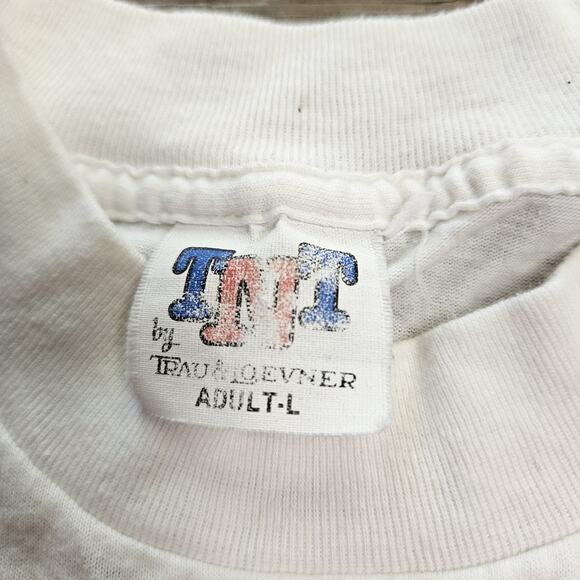 TNT
by
TRAU & LOEVNER
ADULT-L